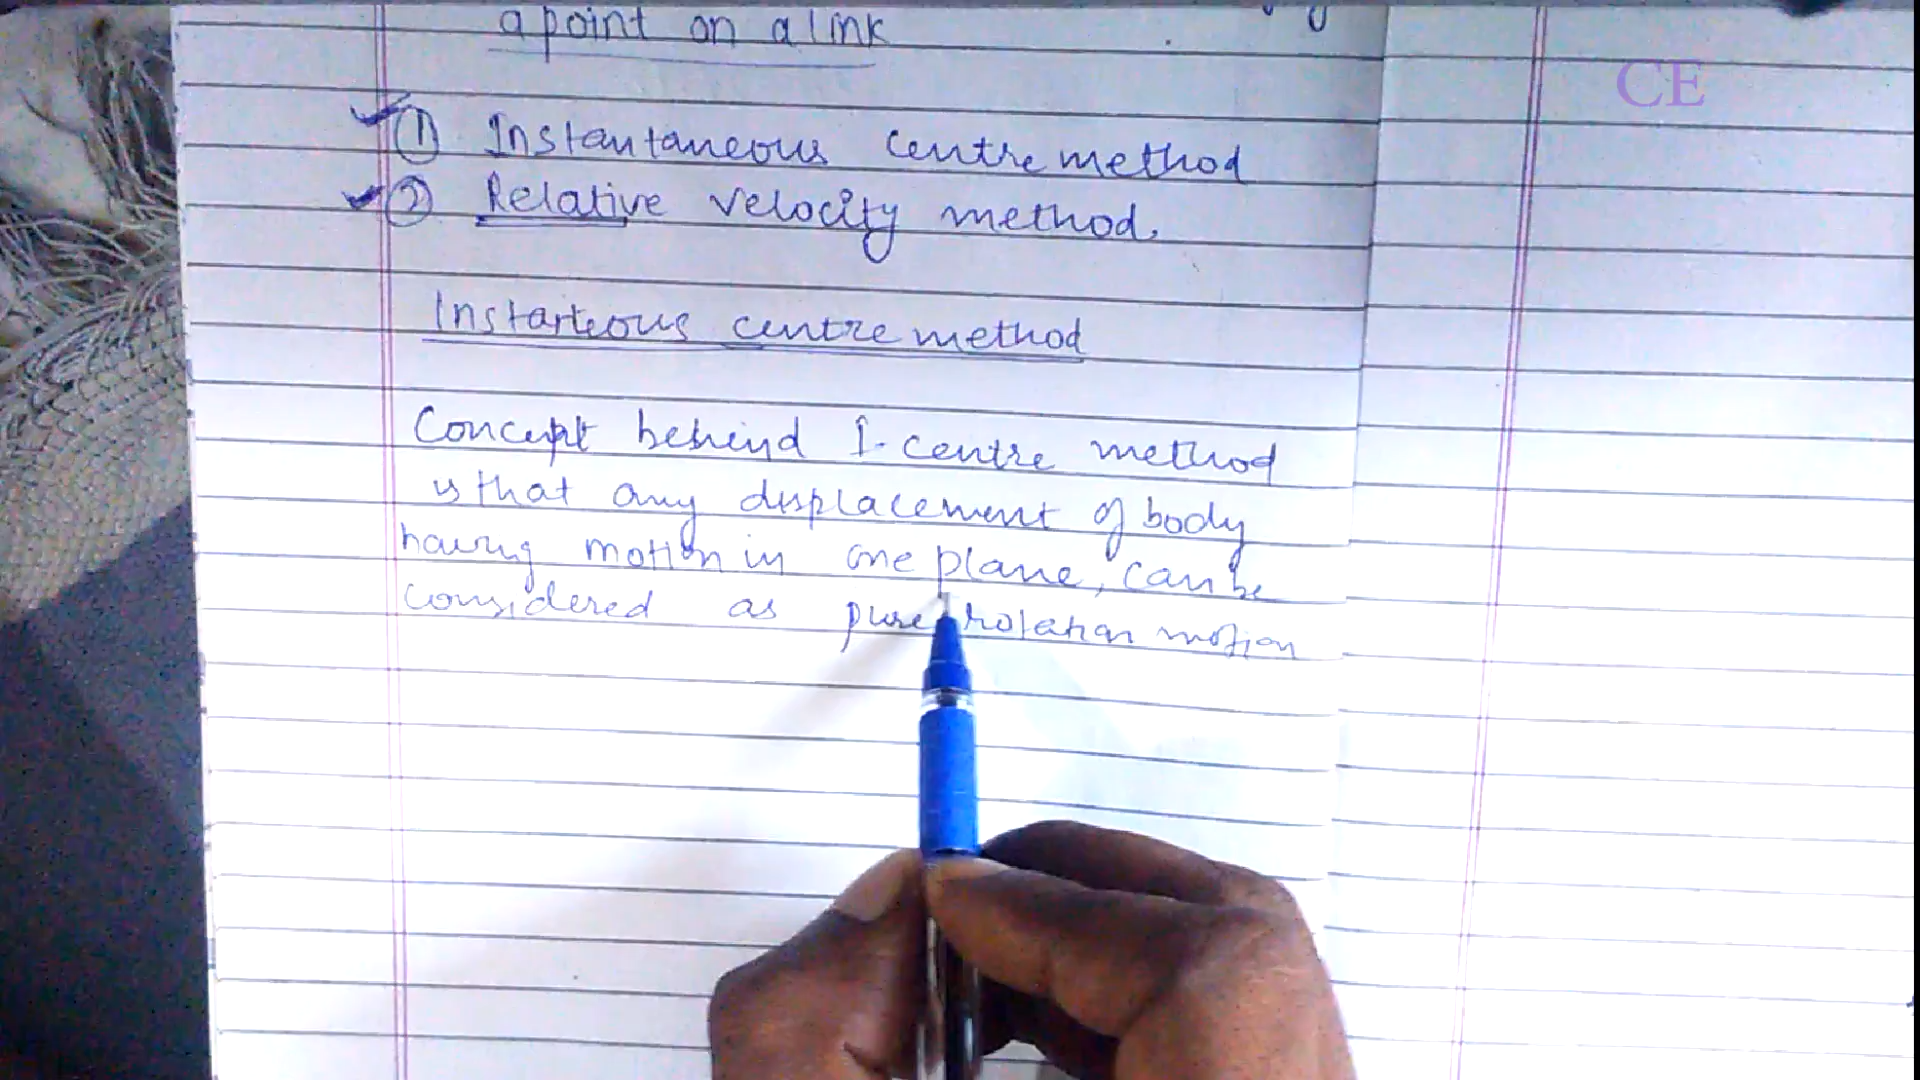 a point on a link
CE
① Instantaneous centre method
② Relative velocity method.
Instarteous centre method
Concept behind I-centre method
is that any displacement of body
having motion in one plane, can be
considered as pure rotation motion